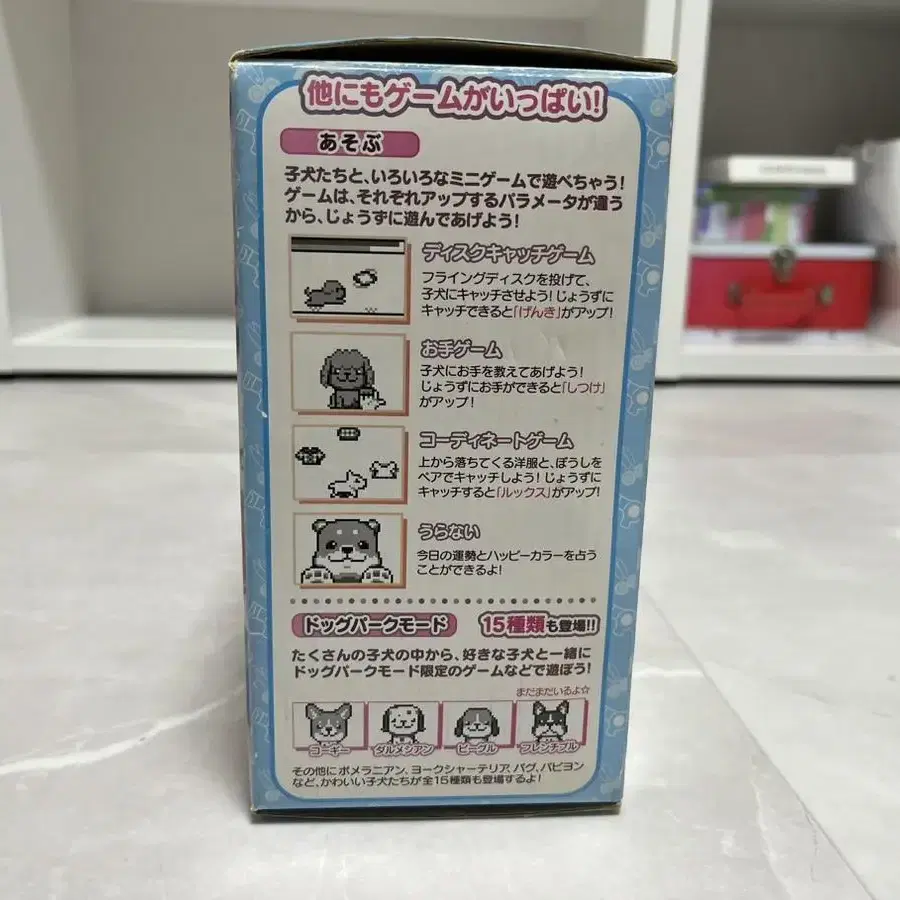 他にもゲームがいっぱい!
あそぶ
子犬たちと、いろいろなミニゲームで遊べちゃう!
ゲームは、それぞれアップするパラメータが違う
から、じょうずに遊んであげよう!
ディスクキャッチゲーム
フライングディスクを投げて、
子犬にキャッチさせよう!じょうずに
キャッチできると「げんき」がアップ!
お手ゲーム
子犬にお手を教えてあげよう!
じょうずにお手ができると「しつけ」
がアップ!
コーディネートゲーム
上から落ちてくる洋服と、ぼうしを
ペアでキャッチしよう!じょうずに
キャッチすると「ルックス」がアップ!
うらない
今日の運勢とハッピーカラーを占う
ことができるよ!
ドッグパークモード 15種類も登場!!
たくさんの子犬の中から、好きな子犬と一緒に
ドッグパークモード限定のゲームなどで遊ぼう!
まだまだいるよ☆
コーギー ダルメシアン ビーグル フレンチブル
その他に ポメラニアン、ヨークシャーテリア、パグ、パピヨン
など、かわいい子犬たちが全15種類も登場するよ!